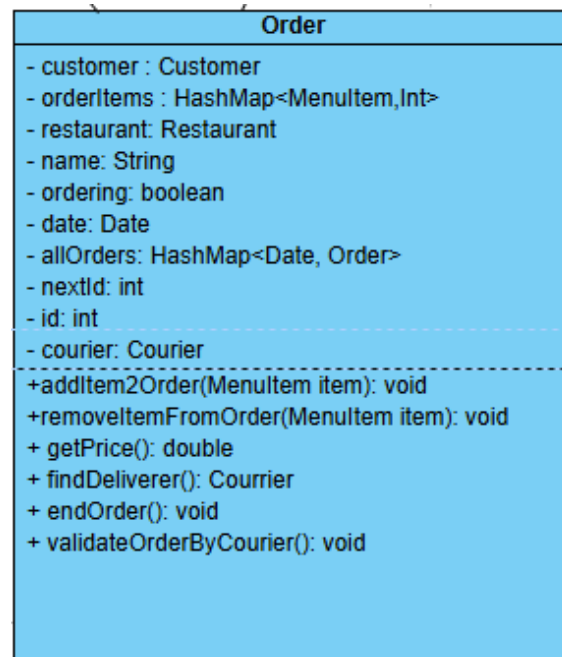 Order
- customer : Customer
- orderItems : HashMap<MenuItem,Int>
- restaurant: Restaurant
- name: String
- ordering: boolean
- date: Date
- allOrders: HashMap<Date, Order>
- nextId: int
- id: int
- courier: Courier
+addItem2Order(MenuItem item): void
+removeItemFromOrder(MenuItem item): void
+ getPrice(): double
+ findDeliverer(): Courrier
+ endOrder(): void
+ validateOrderByCourier(): void